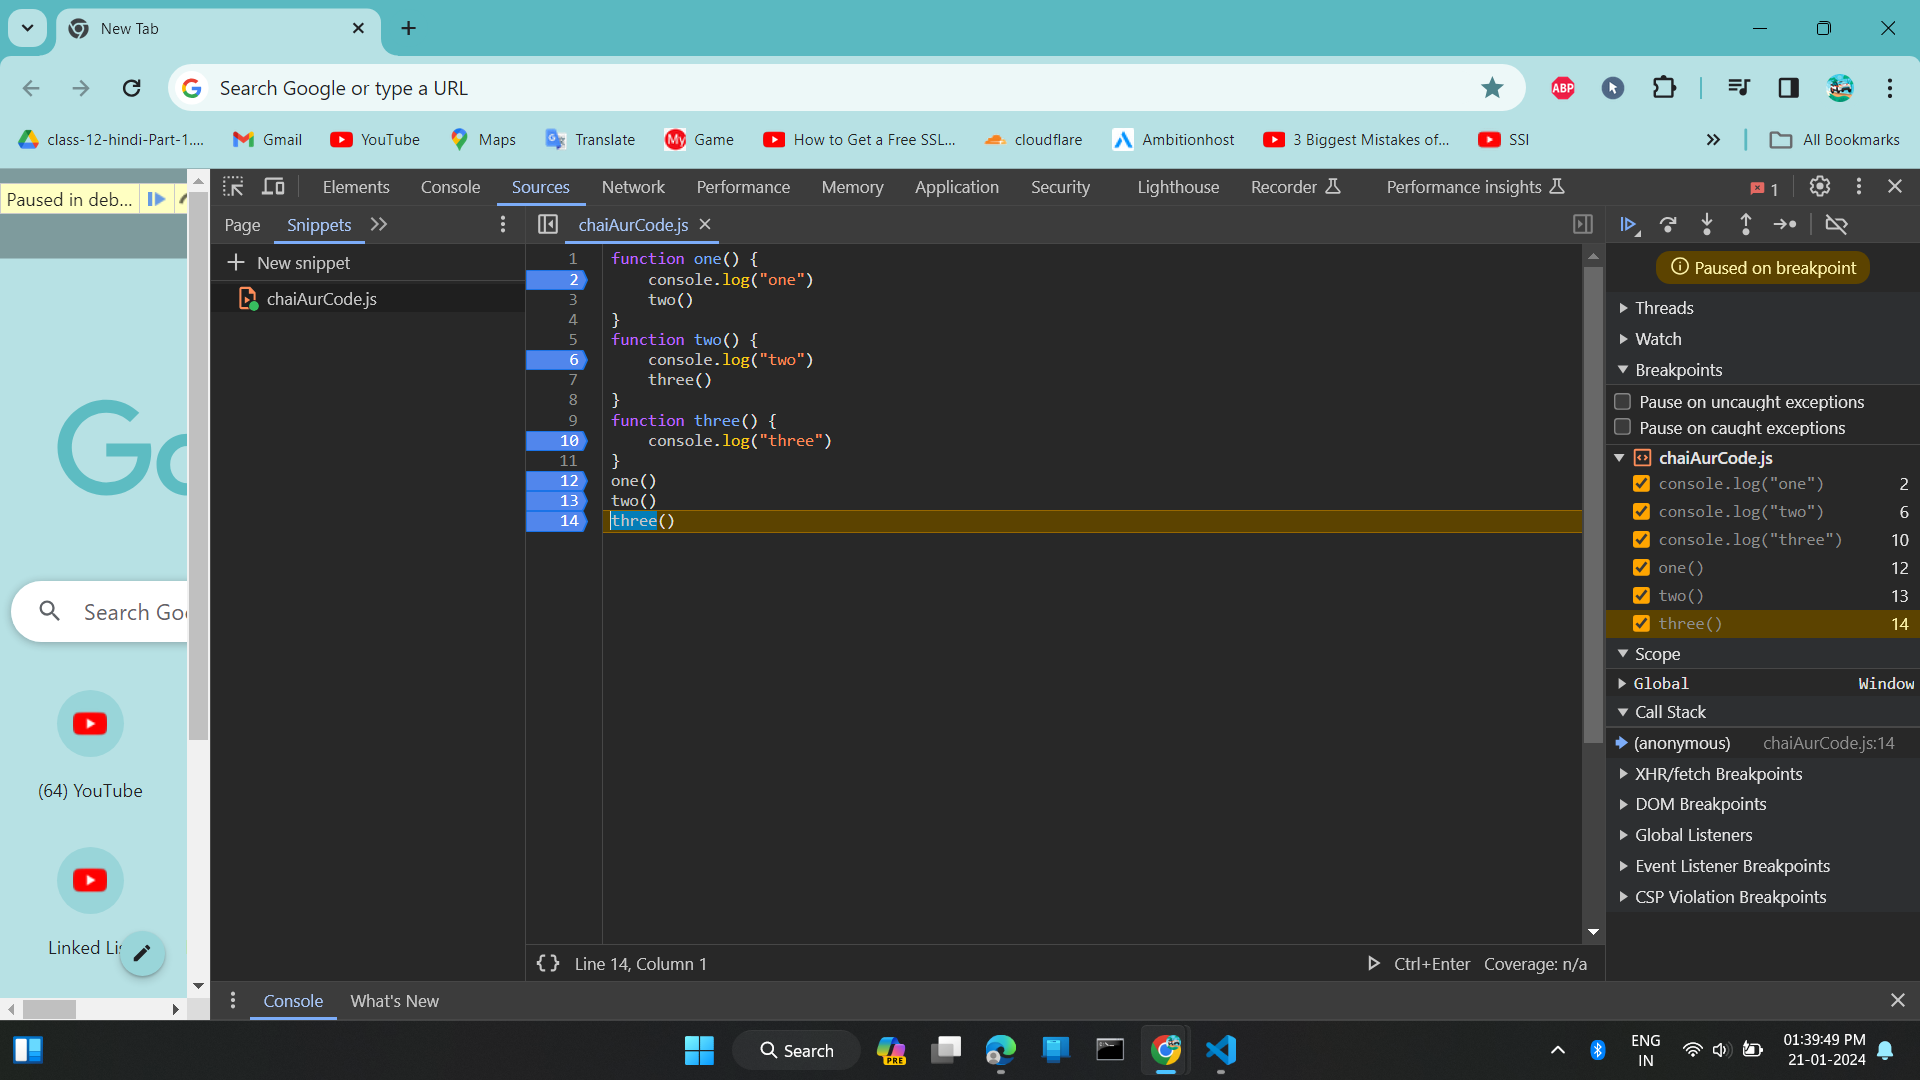 New Tab
Search Google or type a URL
ABP
class-12-hindi-Part-1....
Gmail
YouTube
Maps
Translate
My Game
How to Get a Free SSL...
cloudflare
Ambitionhost
3 Biggest Mistakes of...
SSl
All Bookmarks
Paused in deb...
Elements
Console
Sources
Network
Performance
Memory
Application
Security
Lighthouse
Recorder
Performance insights
1
Page
Snippets
New snippet
chaiAurCode.js
chaiAurCode.js
1 function one() {
2 console.log("one")
3 two()
4 }
5 function two() {
6 console.log("two")
7 three()
8 }
9 function three() {
10 console.log("three")
11 }
12 one()
13 two()
14 three()
{} Line 14, Column 1
Ctrl+Enter Coverage: n/a
Paused on breakpoint
Threads
Watch
Breakpoints
Pause on uncaught exceptions
Pause on caught exceptions
chaiAurCode.js
console.log("one") 2
console.log("two") 6
console.log("three") 10
one() 12
two() 13
three() 14
Scope
Global Window
Call Stack
(anonymous) chaiAurCode.js:14
XHR/fetch Breakpoints
DOM Breakpoints
Global Listeners
Event Listener Breakpoints
CSP Violation Breakpoints
Go
Search Go
(64) YouTube
Linked Li
Console
What's New
Search
PRE
ENG
IN
01:39:49 PM
21-01-2024